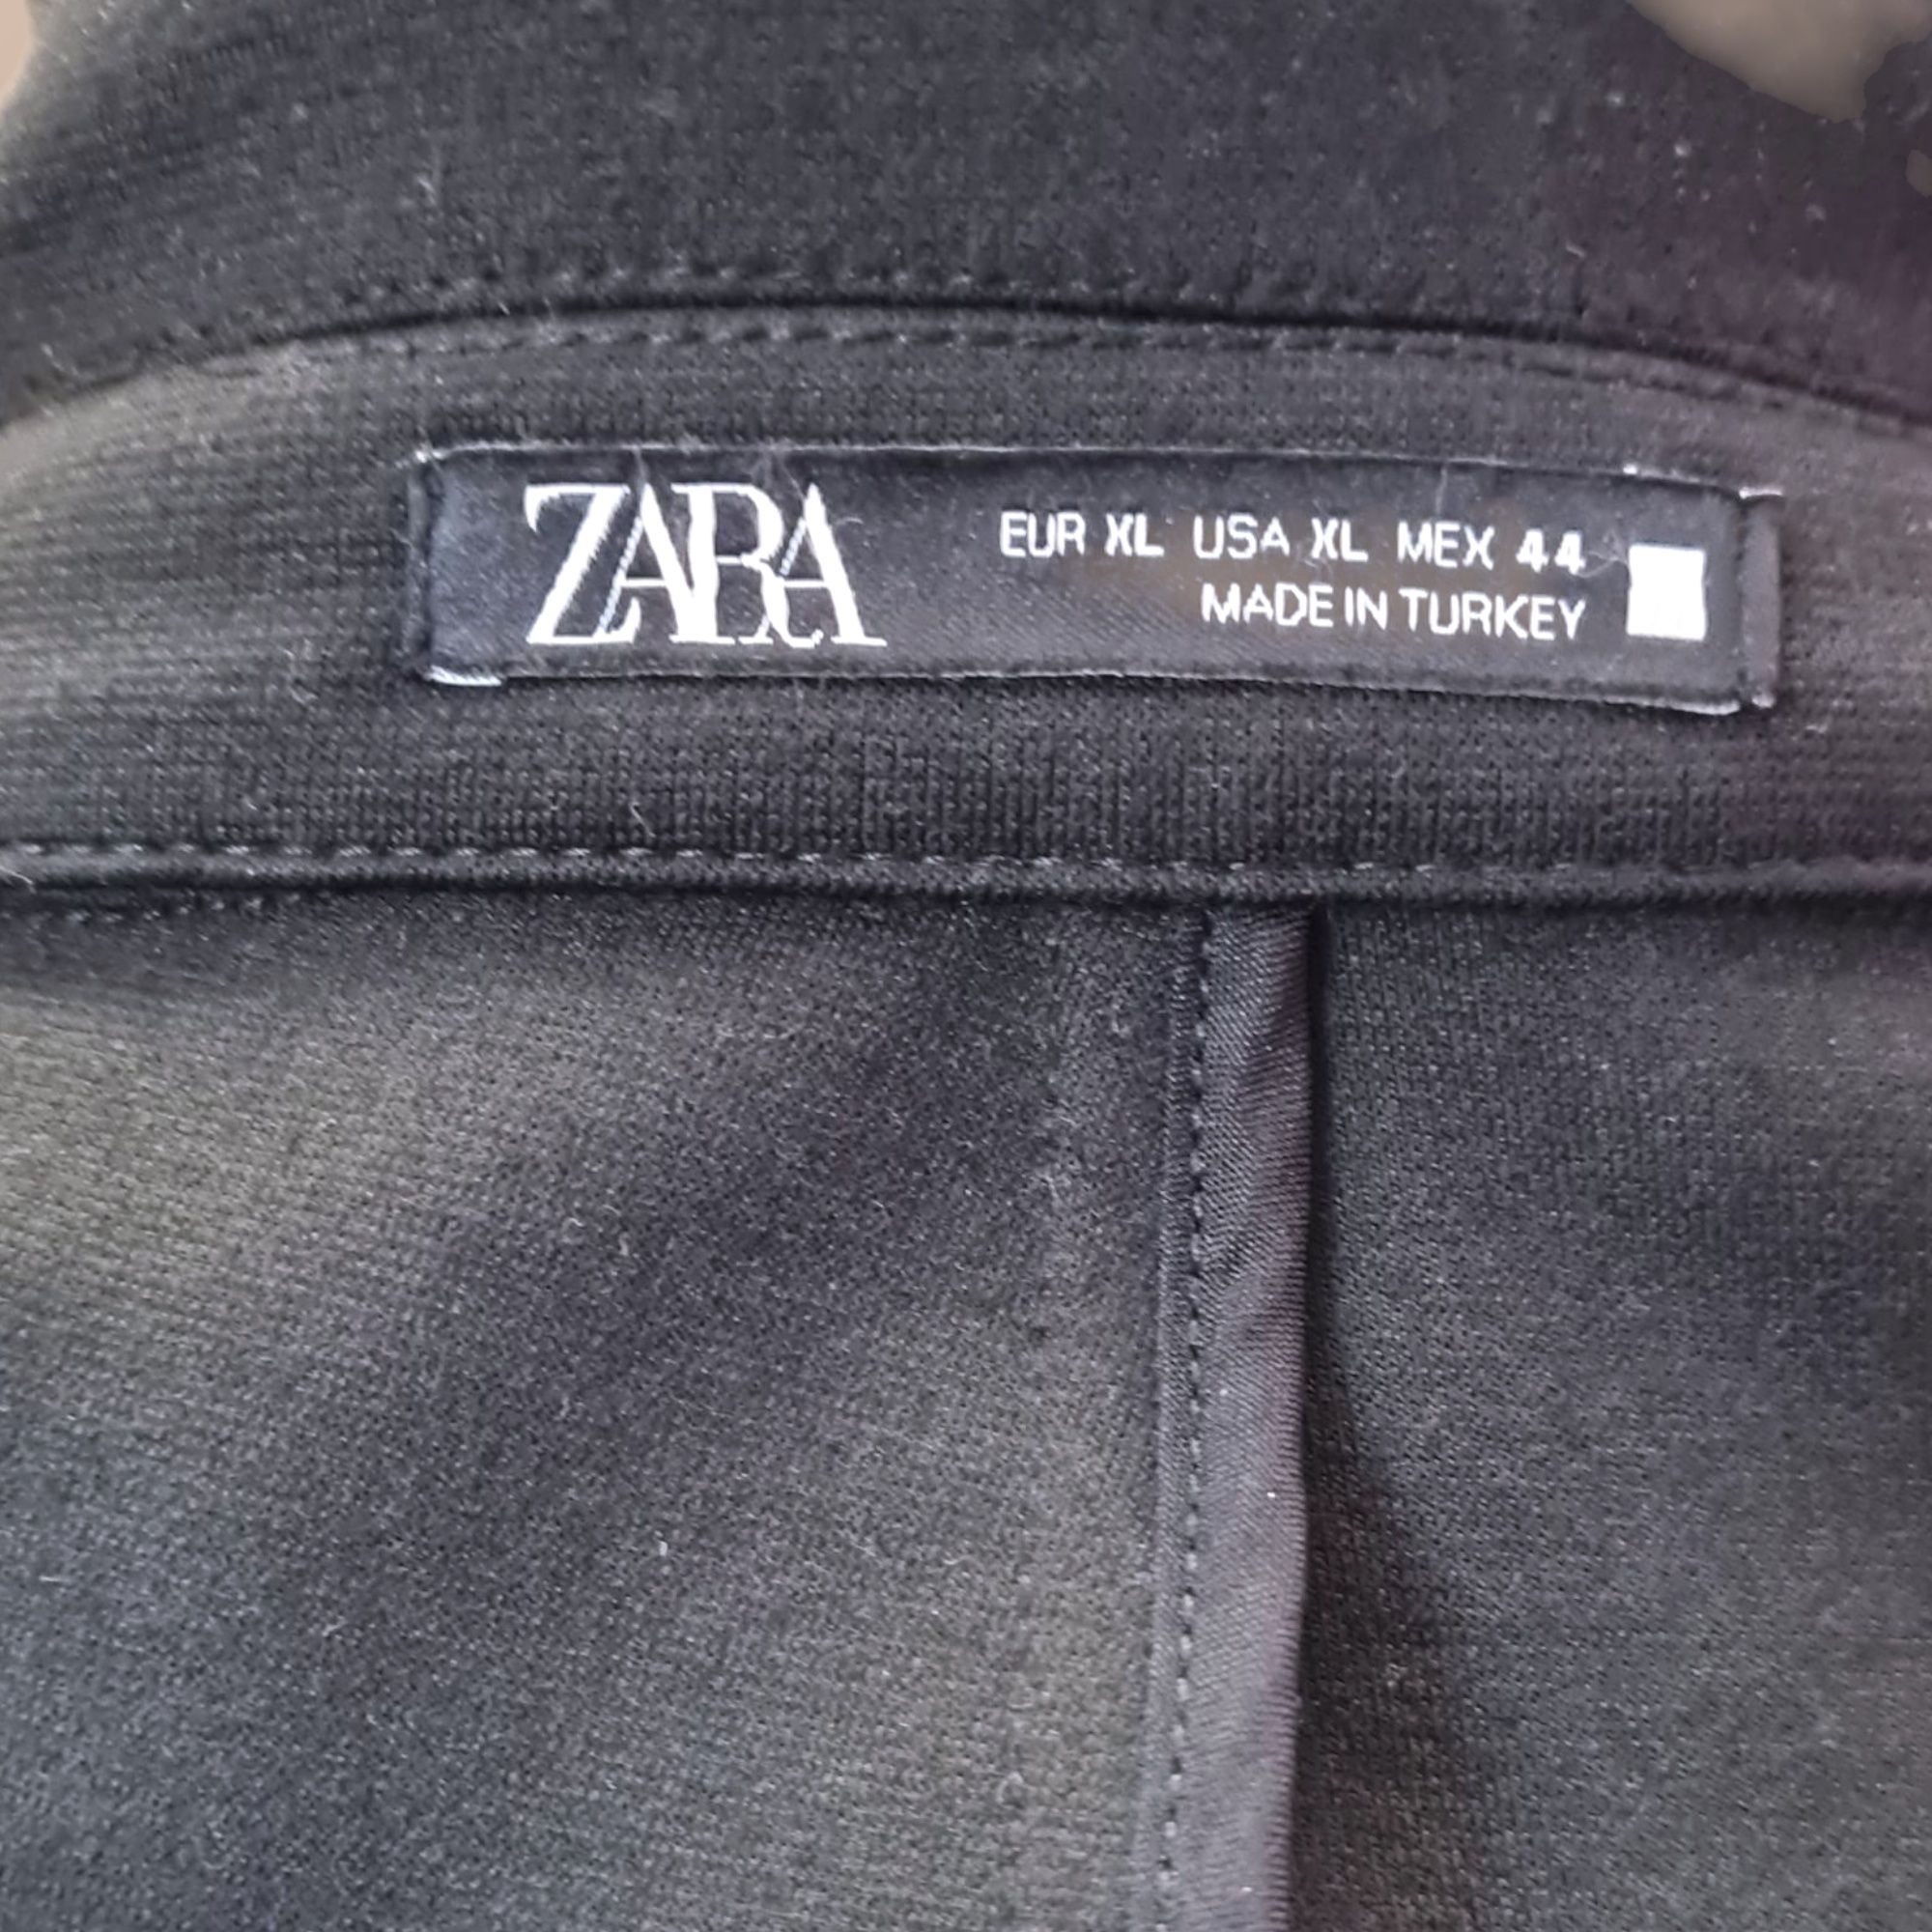 ZARA
EUR XL USA XL MEX 44
MADE IN TURKEY